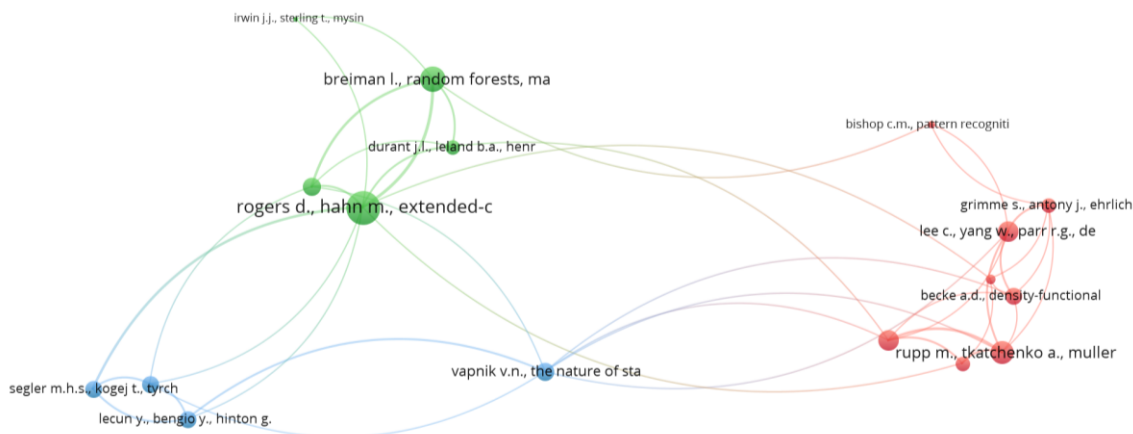 irwin j.j., sterling t., mysin
breiman l., random forests, ma
bishop c.m., pattern recogniti
durant j.l., leland b.a., henr
rogers d., hahn m., extended-c
grimme s., antony j., ehrlich
lee c., yang w., parr r.g., de
becke a.d., density-functional
rupp m., tkatchenko a., muller
vapnik v.n., the nature of sta
segler m.h.s., kogej t., tyrch
lecun y., bengio y., hinton g.